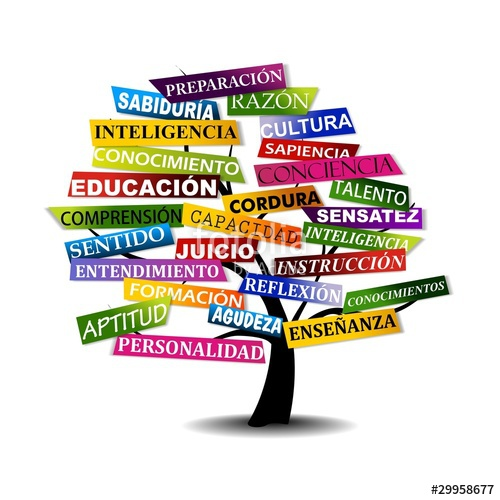 PREPARACIÓN
SABIDURÍA
RAZÓN
INTELIGENCIA
CULTURA
CONOCIMIENTO
SAPIENCIA
CONCIENCIA
EDUCACIÓN
TALENTO
CORDURA
COMPRENSIÓN
CAPACIDAD
SENSATEZ
SENTIDO
JUICIO
INTELIGENCIA
ENTENDIMIENTO
INSTRUCCIÓN
FORMACIÓN
REFLEXIÓN
CONOCIMIENTOS
APTITUD
AGUDEZA
ENSEÑANZA
PERSONALIDAD
#29958677